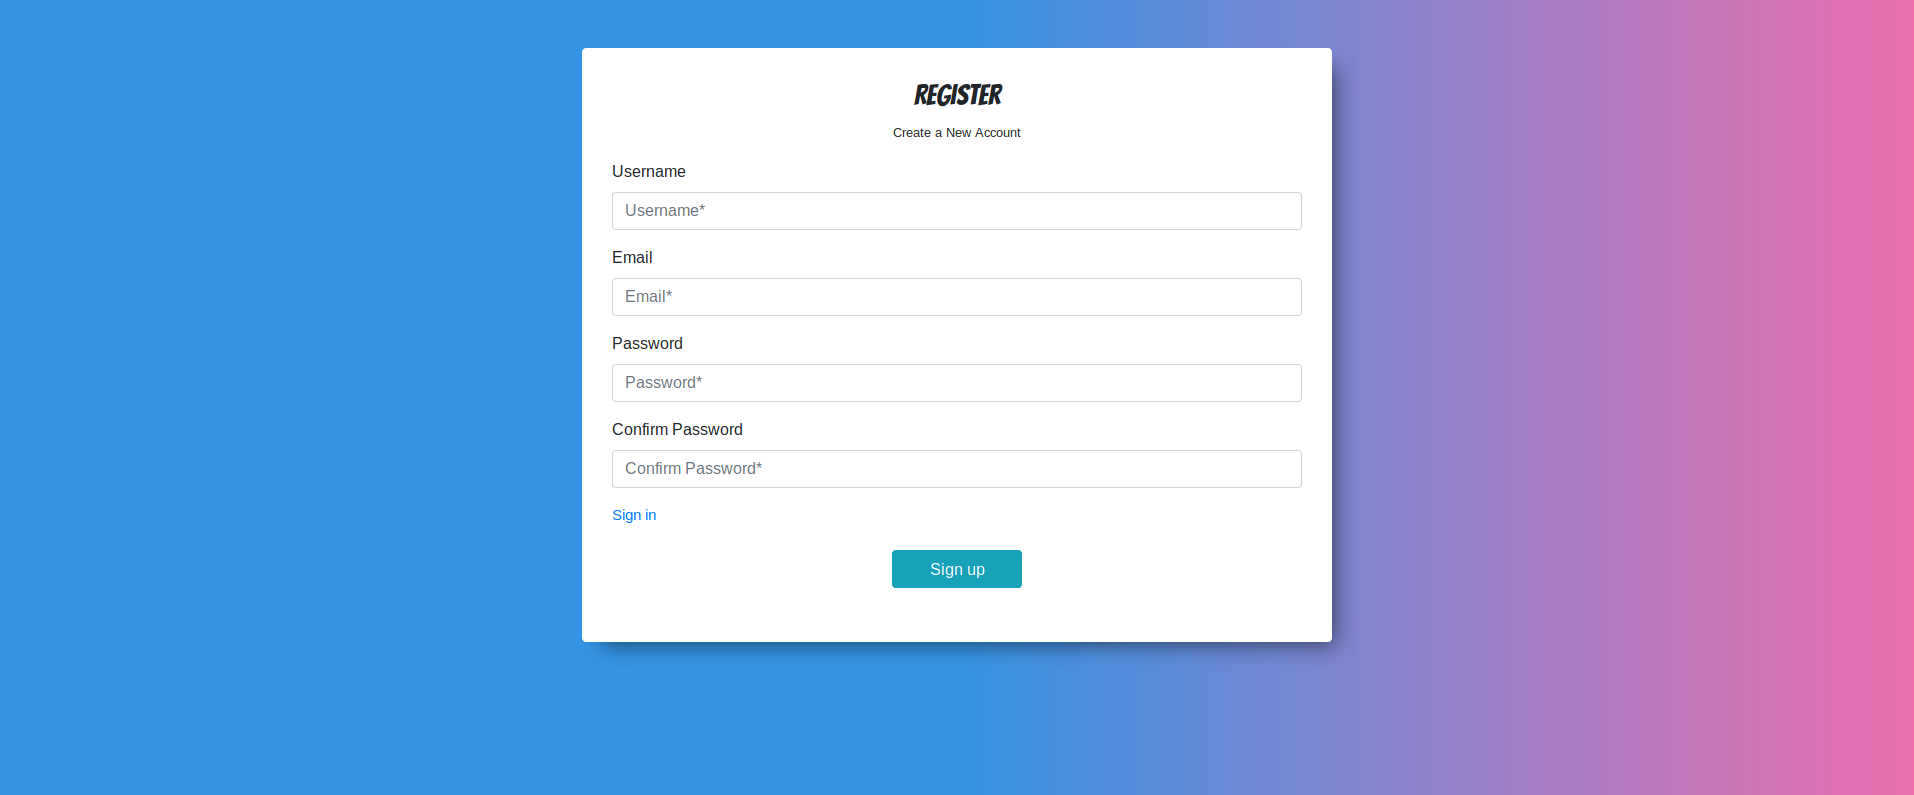 REGISTER
Create a New Account
Username
Username*
Email
Email*
Password
Password*
Confirm Password
Confirm Password*
Sign in
Sign up